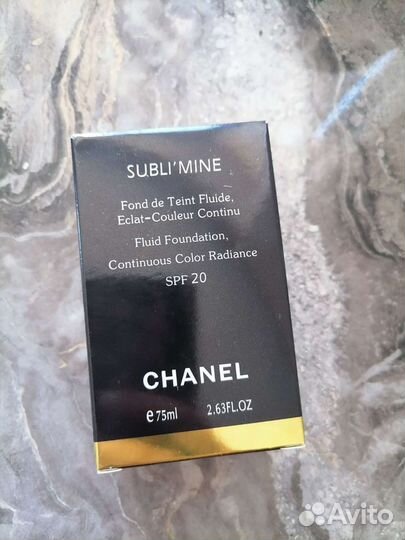 SUBLI'MINE
Fond de Teint Fluide,
Eclat-Couleur Continu
Fluid Foundation,
Continuous Color Radiance
SPF 20
CHANEL
e 75ml 2.63FL.OZ
Avito